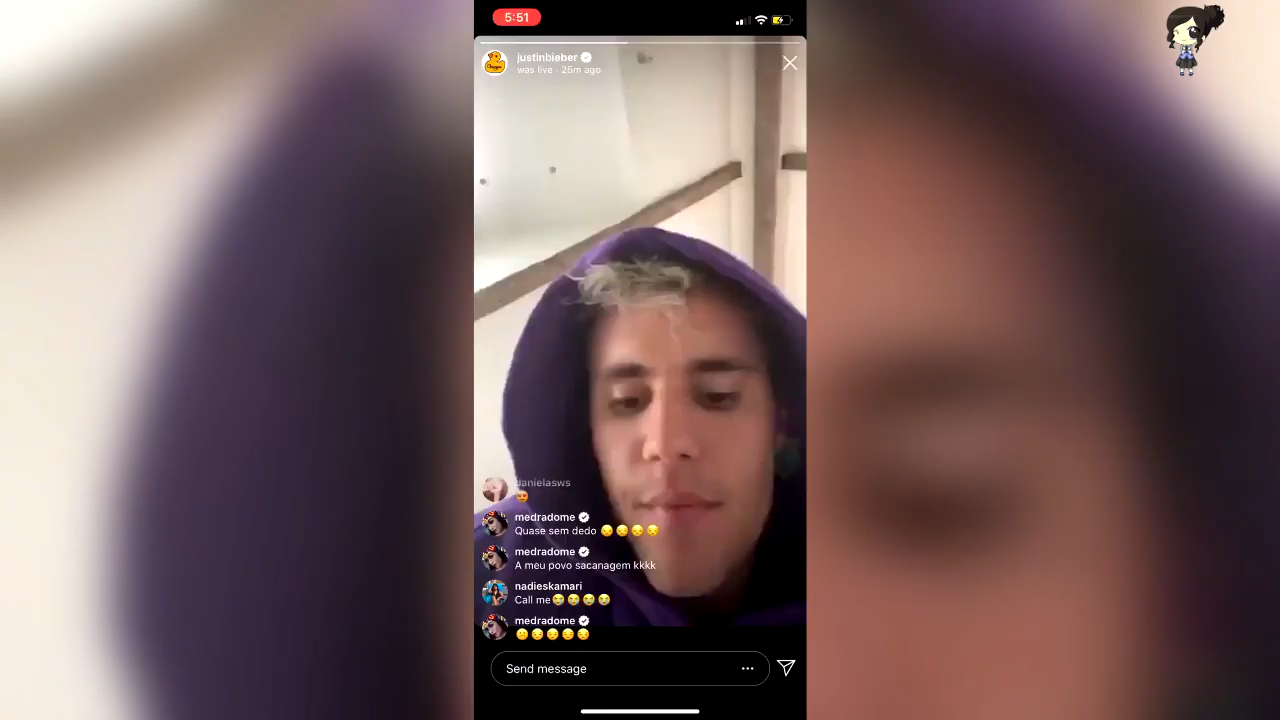 5:51
justinbieber
was live · 25m ago
danielasws
😍
medradome
Quase sem dedo 😒😒😒😒
medradome
A meu povo sacanagem kkkk
nadieskamari
Call me😭😭😭😭
medradome
😐😒😒😒😒
Send message